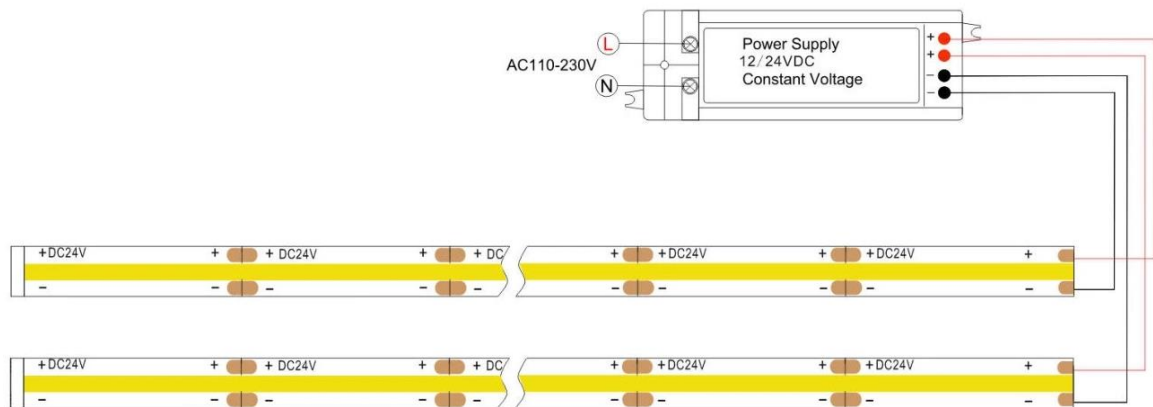 L
AC110-230V
N
Power Supply
12/24VDC
Constant Voltage
+
+
−
−
+DC24V + +DC24V + +DC + +DC24V + +DC24V +
− − − − − − − − − −
+DC24V + +DC24V + +DC + +DC24V + +DC24V +
− − − − − − − − − −